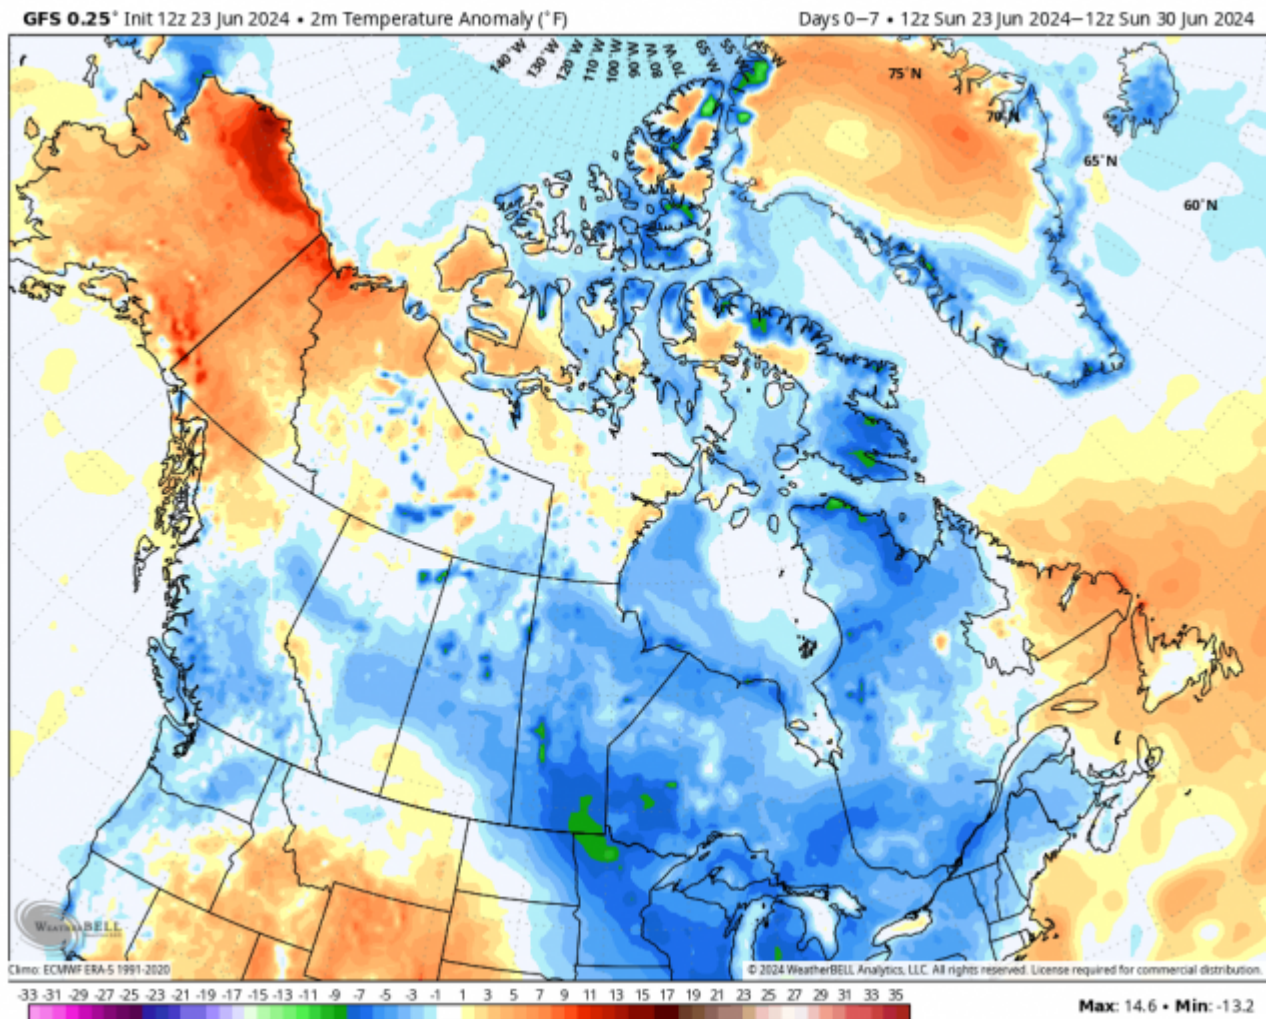 GFS 0.25° Init 12z 23 Jun 2024 • 2m Temperature Anomaly (°F)
Days 0−7 • 12z Sun 23 Jun 2024−12z Sun 30 Jun 2024
140°W 130°W 120°W 110°W 100°W 90°W 80°W 70°W 65°W 55°W 45°W
75°N
70°N
65°N
60°N
WEATHERBELL
Climo: ECMWF ERA-5 1991-2020
© 2024 WeatherBELL Analytics, LLC. All rights reserved. License required for commercial distribution.
-33 -31 -29 -27 -25 -23 -21 -19 -17 -15 -13 -11 -9 -7 -5 -3 -1 1 3 5 7 9 11 13 15 17 19 21 23 25 27 29 31 33 35
Max: 14.6 • Min: -13.2